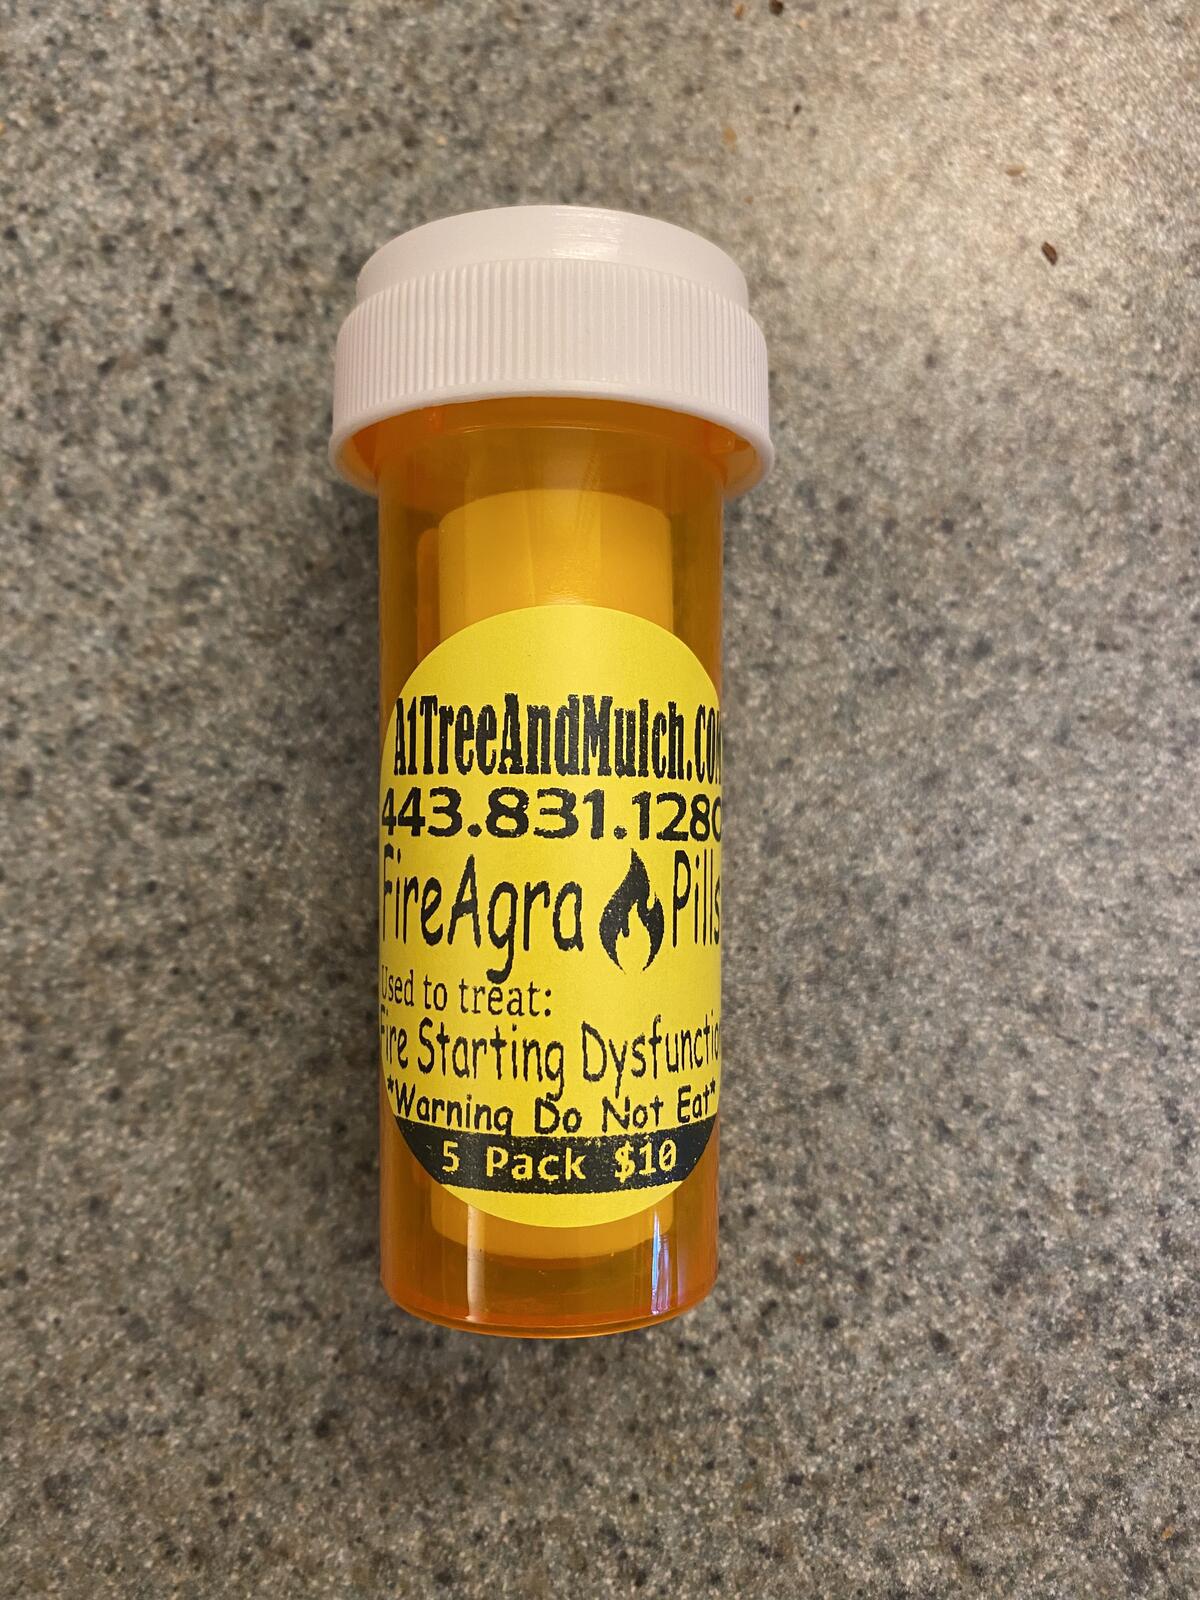 A1TreeAndMulch.com
443.831.1280
FireAgra Pills
Used to treat:
Fire Starting Dysfunctio
*Warning Do Not Eat*
5 Pack $10